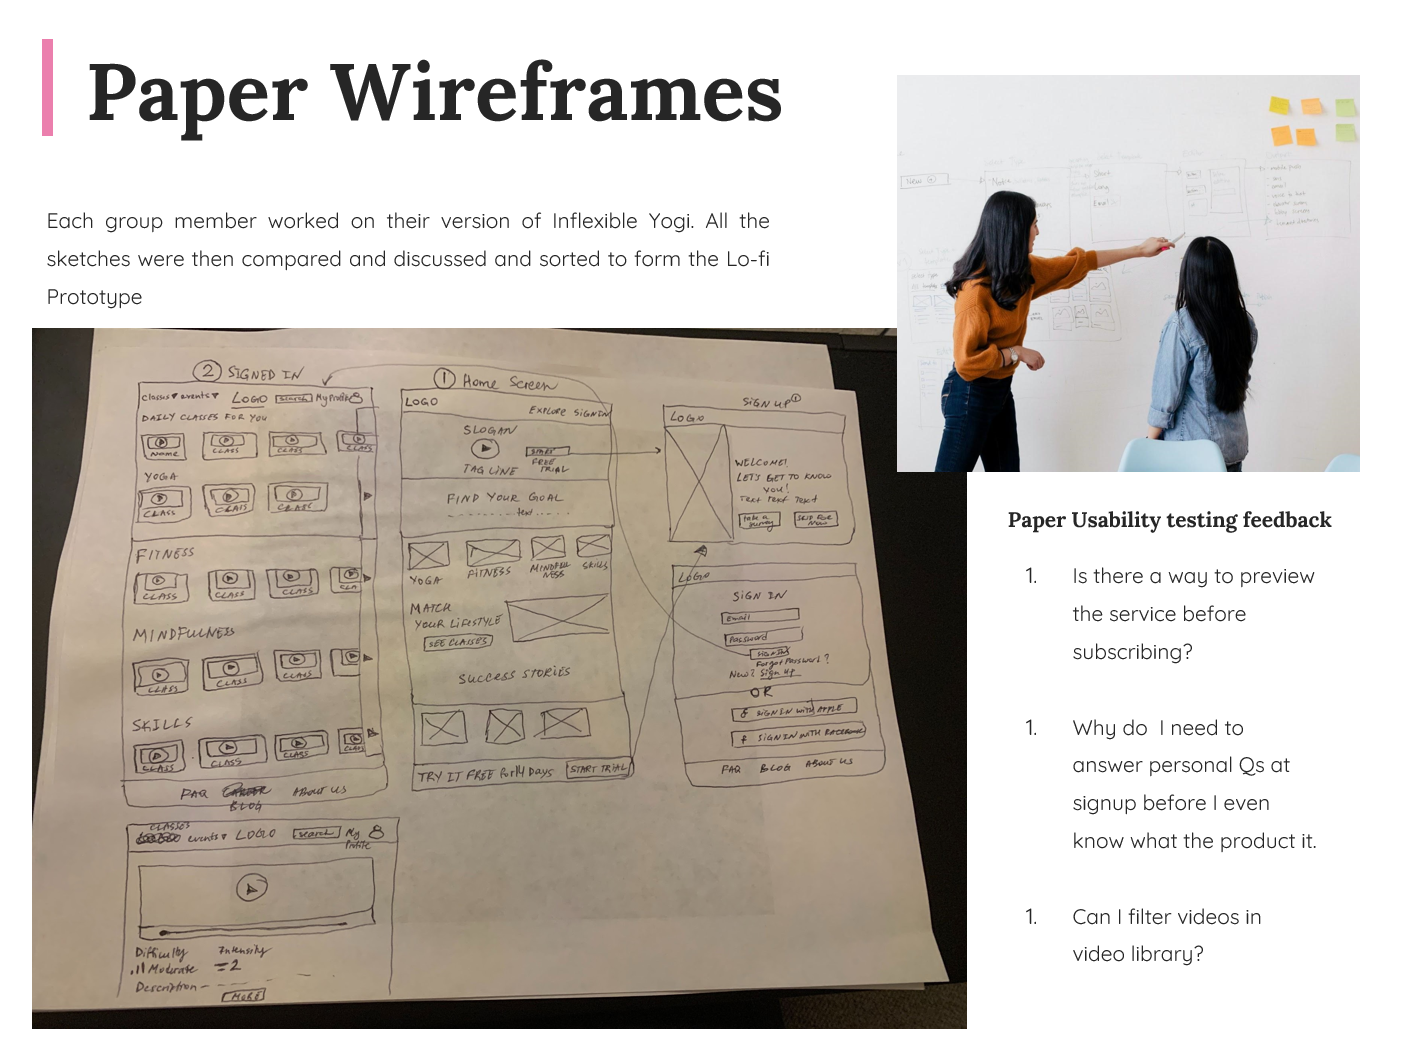 Paper Wireframes
Each group member worked on their version of Inflexible Yogi. All the
sketches were then compared and discussed and sorted to form the Lo-fi
Prototype
② SIGNED IN
classes ▼ events ▼ LOGO search My Profile
DAILY CLASSES FOR YOU
NAME CLASS CLASS CLASS
YOGA
CLASS CLASS CLASS
FITNESS
CLASS CLASS CLASS CLA
MINDFULNESS
CLASS CLASS CLASS CLASS
SKILLS
CLASS CLASS CLASS CLASS
FAQ ABOUT US
BLOG
CLASSES
events ▼ LOGO search My
Profile
Difficulty Intensity
Moderate = 2
Description -
MORE
① Home Screen
LOGO
EXPLORE SIGN IN
SLOGAN
START
FREE
TRIAL
TAG LINE
FIND YOUR GOAL
text
YOGA FITNESS MINDFUL
NESS SKILLS
MATCH
YOUR LIFESTYLE
SEE CLASSES
SUCCESS STORIES
TRY IT FREE for 14 Days START TRIAL
SIGN UP ①
LOGO
WELCOME!
LET'S GET TO KNOW
YOU!
Text Text Text
take a
survey
SKIP FOR
NOW
LOGO
SIGN IN
Email
Password
SIGN IN
Forgot Password?
New? Sign Up
OR
SIGN IN WITH APPLE
f SIGN IN WITH FACEBOOK
FAQ BLOG ABOUT US
New
Paper Usability testing feedback
1. Is there a way to preview
the service before
subscribing?
1. Why do I need to
answer personal Qs at
signup before I even
know what the product it.
1. Can I filter videos in
video library?